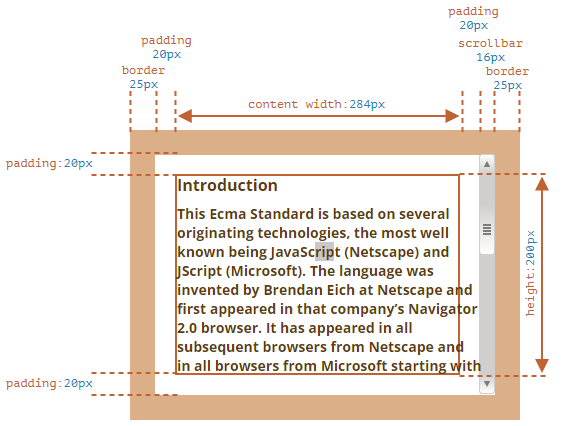 padding
20px
padding
20px
scrollbar
16px
border
25px
border
25px
content width:284px
padding:20px
Introduction
This Ecma Standard is based on several
originating technologies, the most well
known being JavaScript (Netscape) and
JScript (Microsoft). The language was
invented by Brendan Eich at Netscape and
first appeared in that company’s Navigator
2.0 browser. It has appeared in all
subsequent browsers from Netscape and
in all browsers from Microsoft starting with
height:200px
padding:20px